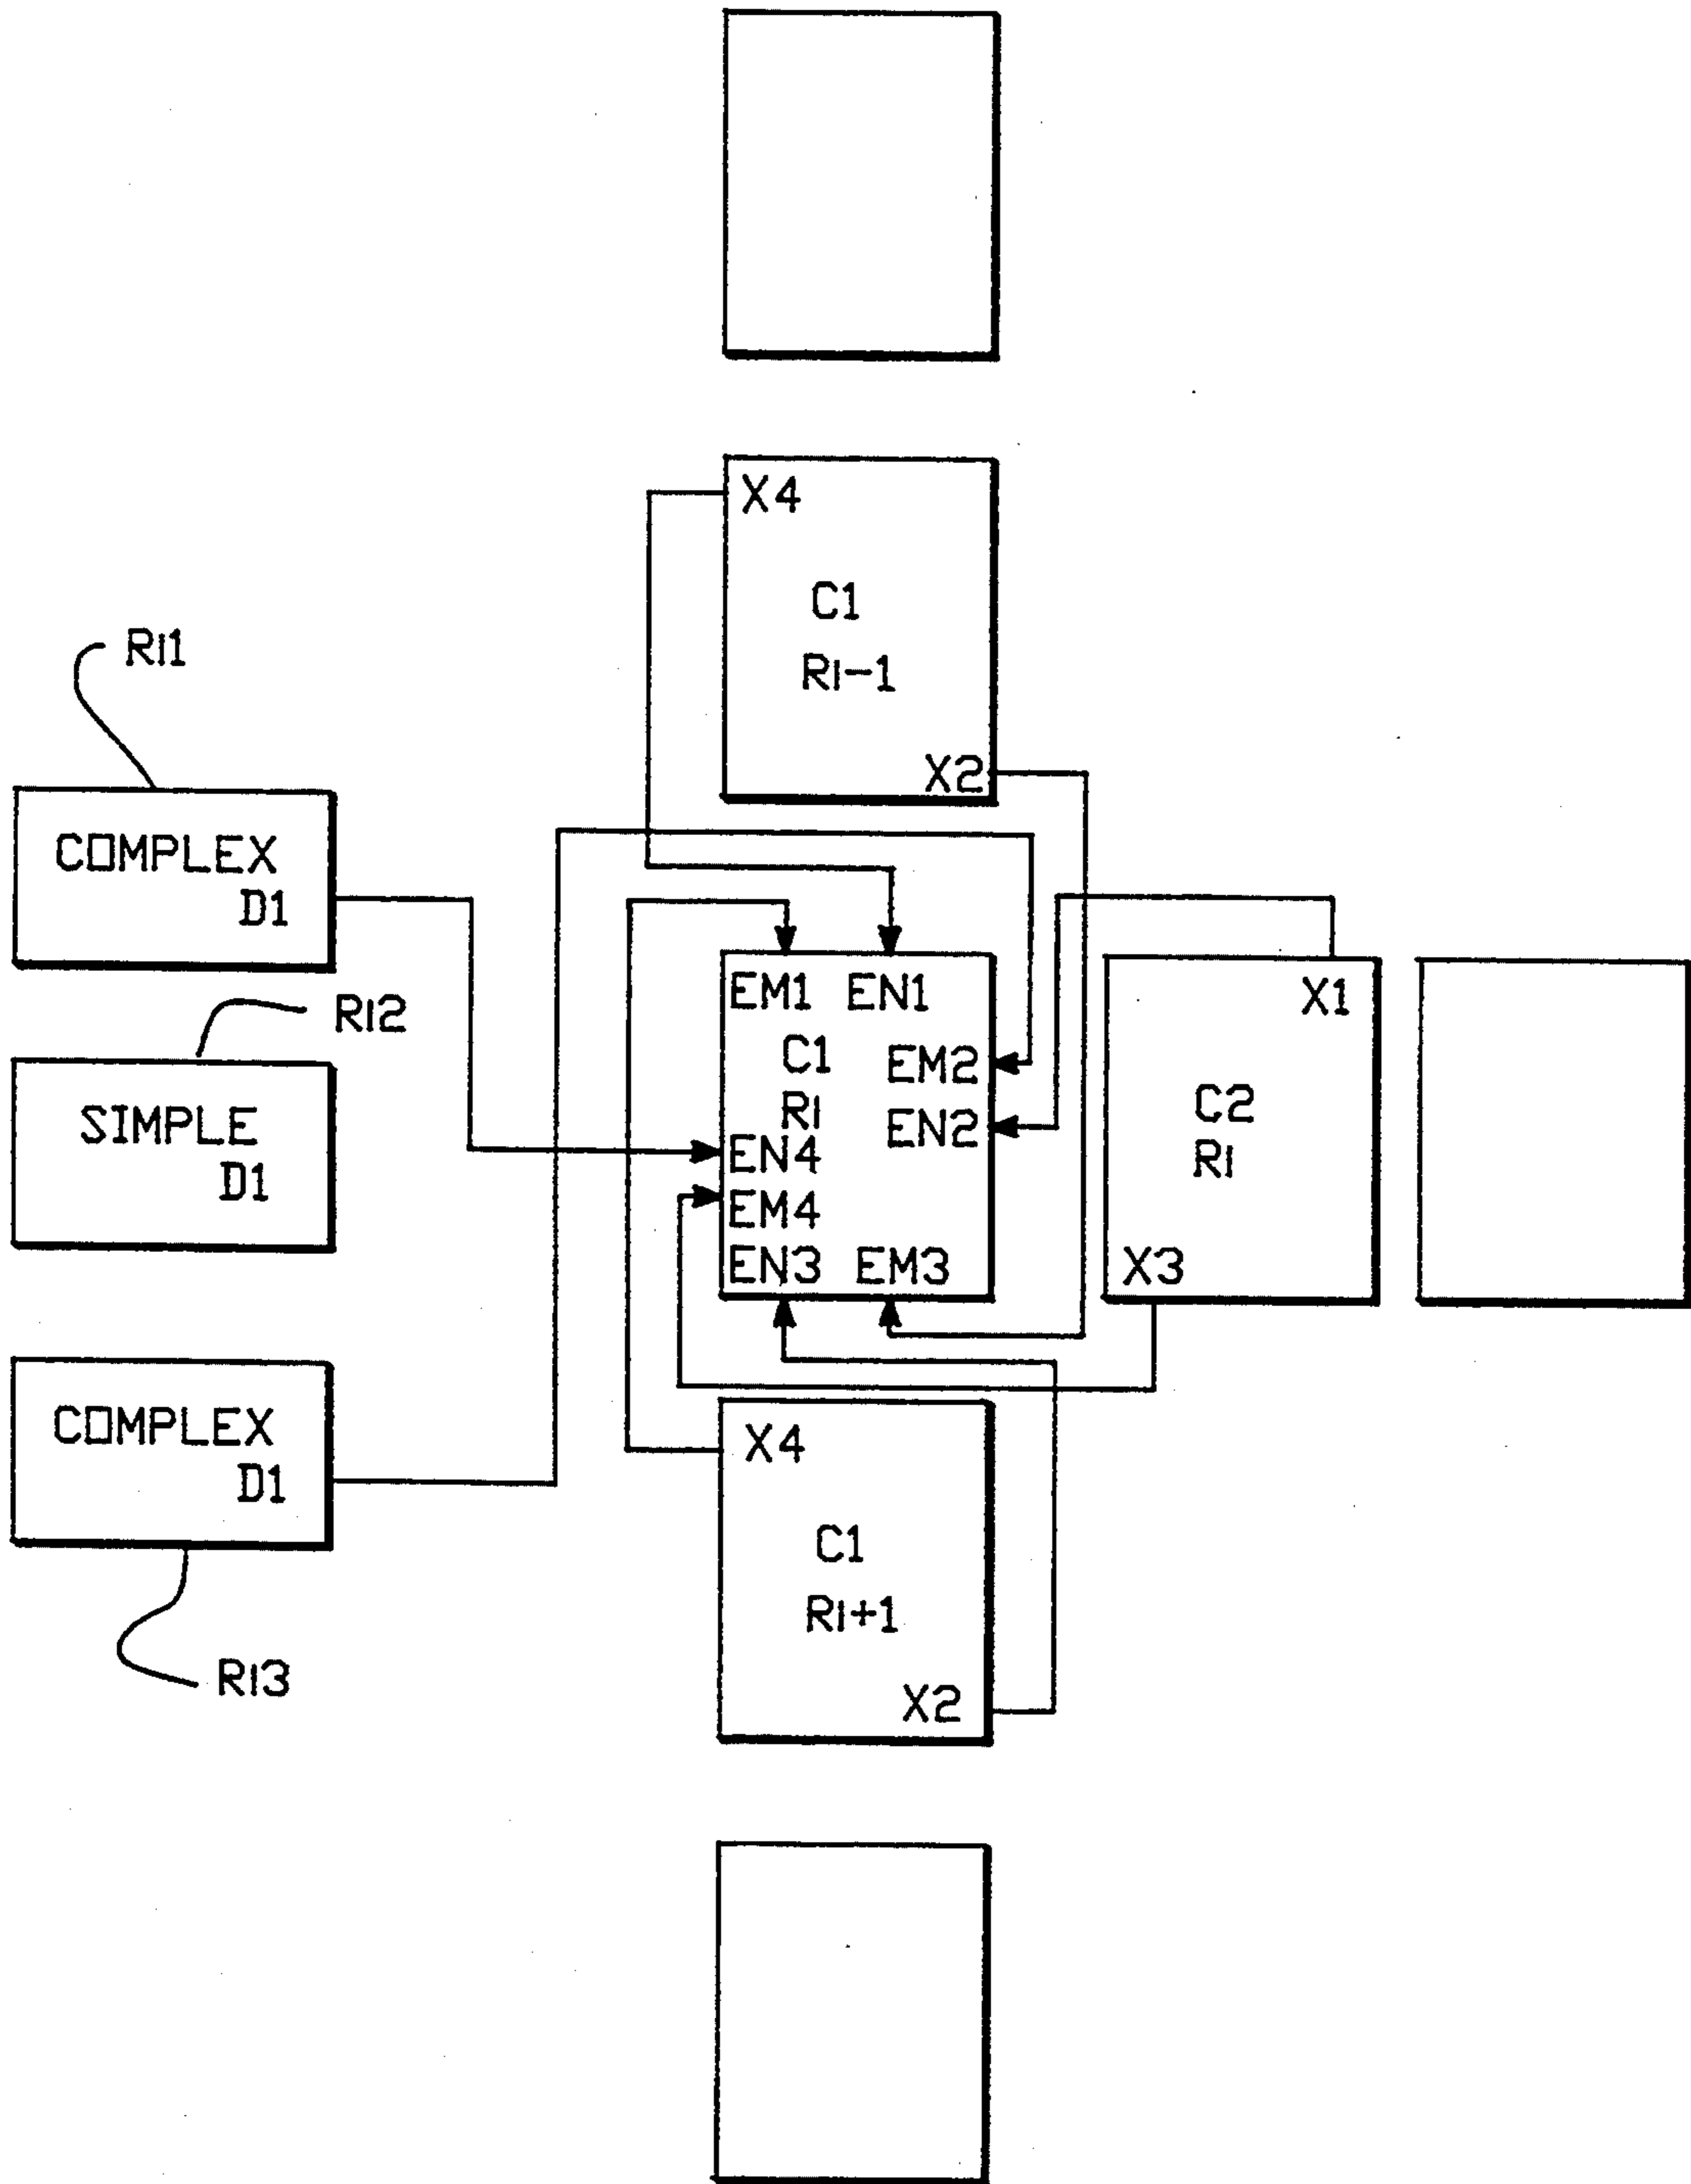 X4
C1
Ri-1
X2
Ri1
COMPLEX
D1
Ri2
SIMPLE
D1
COMPLEX
D1
Ri3
EM1 EN1
C1
Ri
EM2
EN2
EN4
EM4
EN3 EM3
X1
C2
Ri
X3
X4
C1
Ri+1
X2